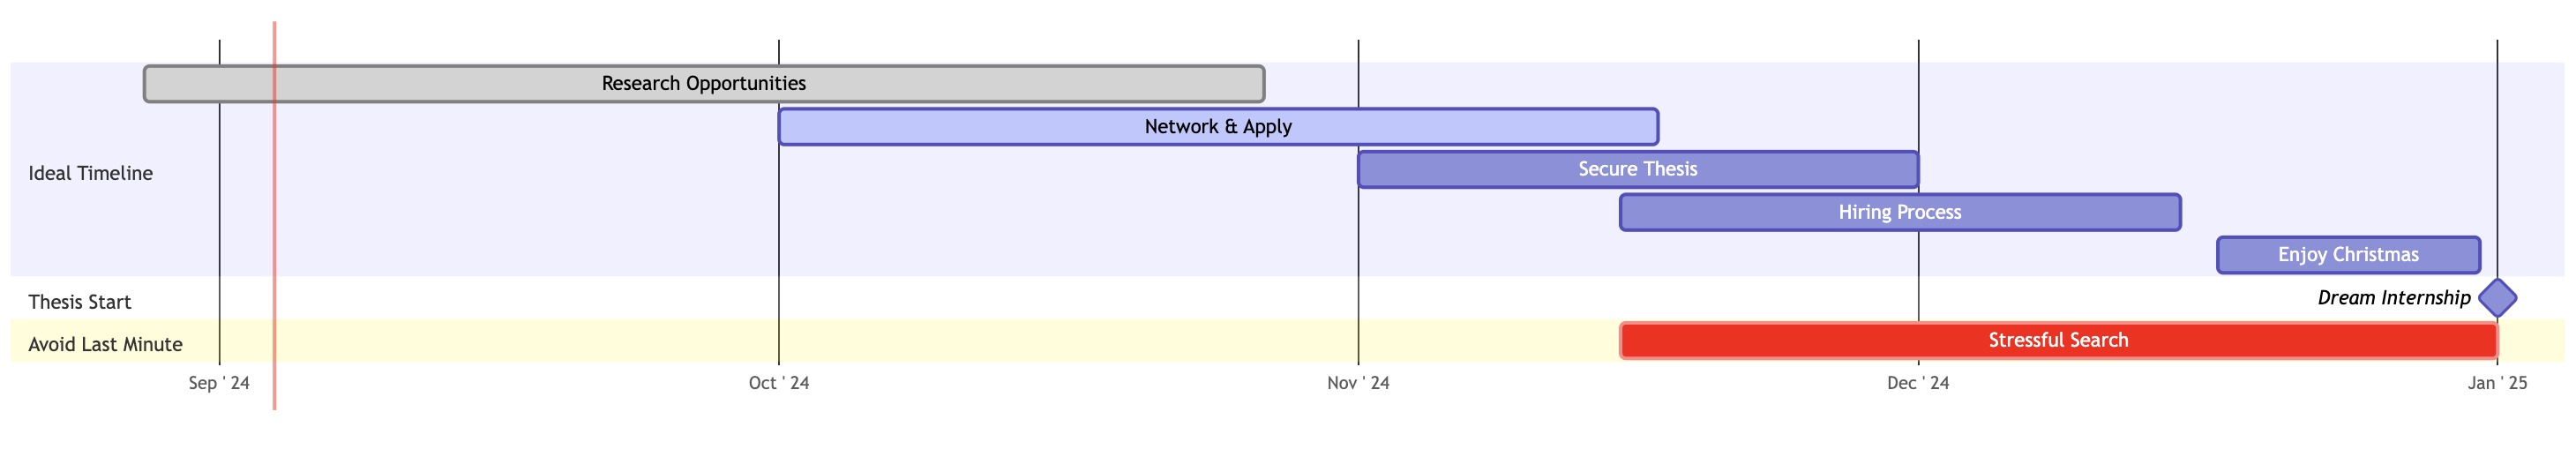 Research Opportunities
Network & Apply
Ideal Timeline
Secure Thesis
Hiring Process
Enjoy Christmas
Thesis Start
Dream Internship
Avoid Last Minute
Stressful Search
Sep ' 24
Oct ' 24
Nov ' 24
Dec ' 24
Jan ' 25